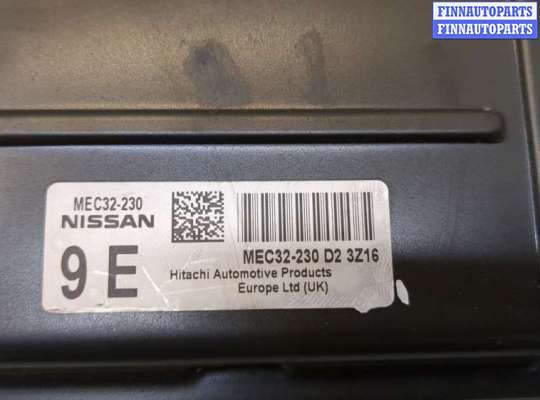 FINNAUTOPARTS
FINNAUTOPARTS
MEC32-230
NISSAN
9 E
MEC32-230 D2 3Z16
Hitachi Automotive Products
Europe Ltd (UK)